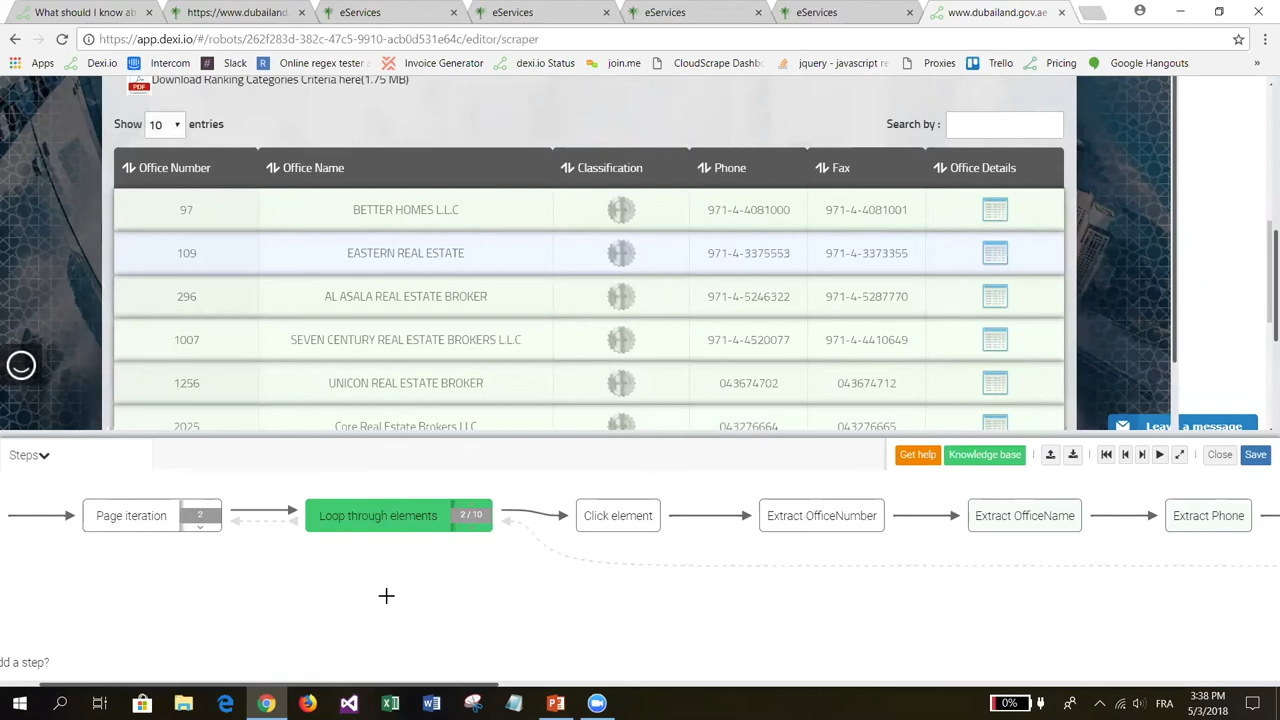 What should I know ab
https://www.dubailand.
eServices
eServices
eServices
eServices
www.dubailand.gov.ae
https://app.dexi.io/#/robots/262f283d-382c-47c5-9910-acb0d531e64c/editor/scraper
Apps
Dexi.io
Intercom
Slack
Online regex tester
Invoice Generator
Dexi.io Status
join.me
CloudScrape Dashb
jquery - javascript r
Proxies
Trello
Pricing
Google Hangouts
»
PDF
Download Ranking Categories Criteria here(1.75 MB)
Show 10 entries
Search by :
Office Number Office Name Classification Phone Fax Office Details
97 BETTER HOMES L.L.C 971-4-4081000 971-4-4081001
109 EASTERN REAL ESTATE 971-4-3375553 971-4-3373355
296 AL ASALA REAL ESTATE BROKER 971-4-5246322 971-4-5287770
1007 SEVEN CENTURY REAL ESTATE BROKERS L.L.C 971-4-4520077 971-4-4410649
1256 UNICON REAL ESTATE BROKER 043674702 043674712
2025 Core Real Estate Brokers LLC 043276664 043276665
Leave a message
Steps
Get help
Knowledge base
Close
Save
Page iteration 2
Loop through elements 2 / 10
Click element
Extract OfficeNumber
Extract OfficeName
Extract Phone
dd a step?
0%
FRA
3:38 PM
5/3/2018